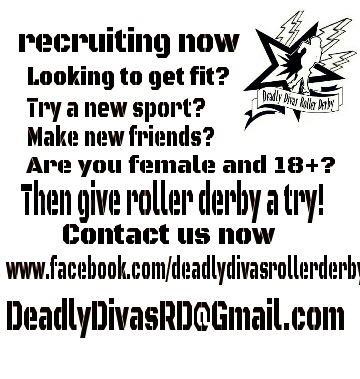 recruiting now
Deadly Divas Roller Derby
Looking to get fit?
Try a new sport?
Make new friends?
Are you female and 18+?
Then give roller derby a try!
Contact us now
www.facebook.com/deadlydivasrollerderby
DeadlyDivasRD@Gmail.com